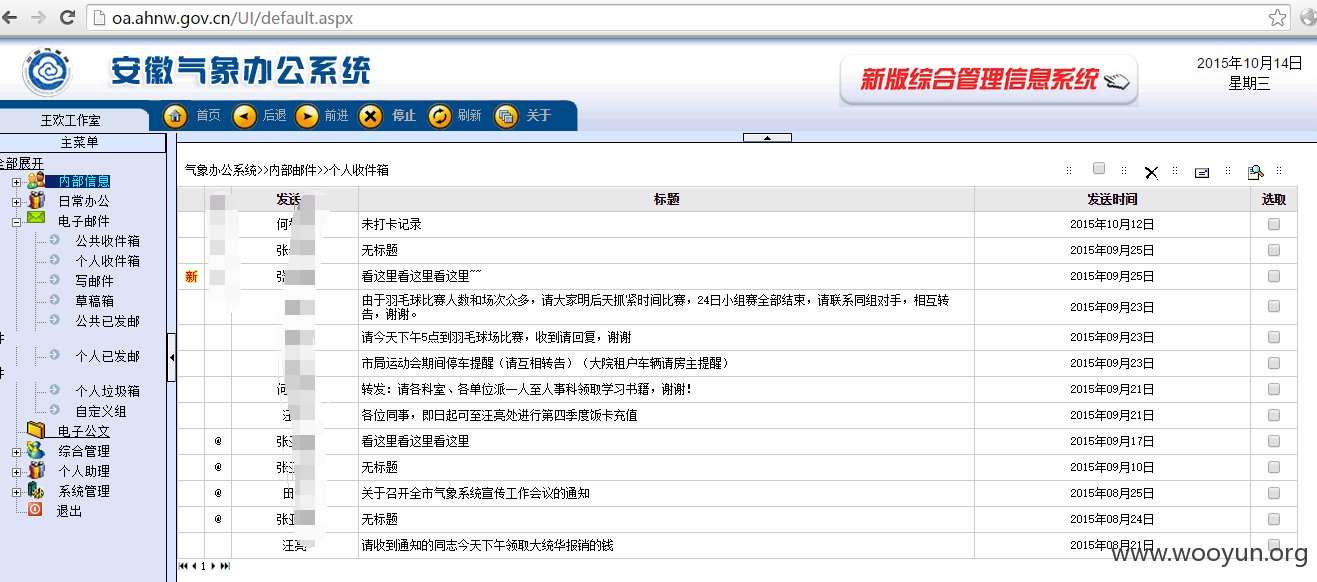 oa.ahnw.gov.cn/UI/default.aspx
安徽气象办公系统
新版综合管理信息系统
2015年10月14日
星期三
王欢工作室
首页 后退 前进 停止 刷新 关于
主菜单
全部展开
内部信息
日常办公
电子邮件
公共收件箱
个人收件箱
写邮件
草稿箱
公共已发邮
件
个人已发邮
件
个人垃圾箱
自定义组
电子公文
综合管理
个人助理
系统管理
退出
气象办公系统>>内部邮件>>个人收件箱
发送 标题 发送时间 选取
何 未打卡记录 2015年10月12日
张 无标题 2015年09月25日
新 张 看这里看这里看这里~~ 2015年09月25日
由于羽毛球比赛人数和场次众多，请大家明后天抓紧时间比赛，24日小组赛全部结束，请联系同组对手，相互转
告，谢谢。 2015年09月23日
请今天下午5点到羽毛球场比赛，收到请回复，谢谢 2015年09月23日
市局运动会期间停车提醒（请互相转告）（大院租户车辆请房主提醒） 2015年09月23日
转发：请各科室、各单位派一人至人事科领取学习书籍，谢谢！ 2015年09月21日
汪 各位同事，即日起可至汪亮处进行第四季度饭卡充值 2015年09月21日
@ 张 看这里看这里看这里 2015年09月17日
@ 张 无标题 2015年09月10日
@ 田 关于召开全市气象系统宣传工作会议的通知 2015年08月25日
@ 张 无标题 2015年08月24日
汪亮 请收到通知的同志今天下午领取大统华报销的钱 2015年08月21日
1
www.wooyun.org